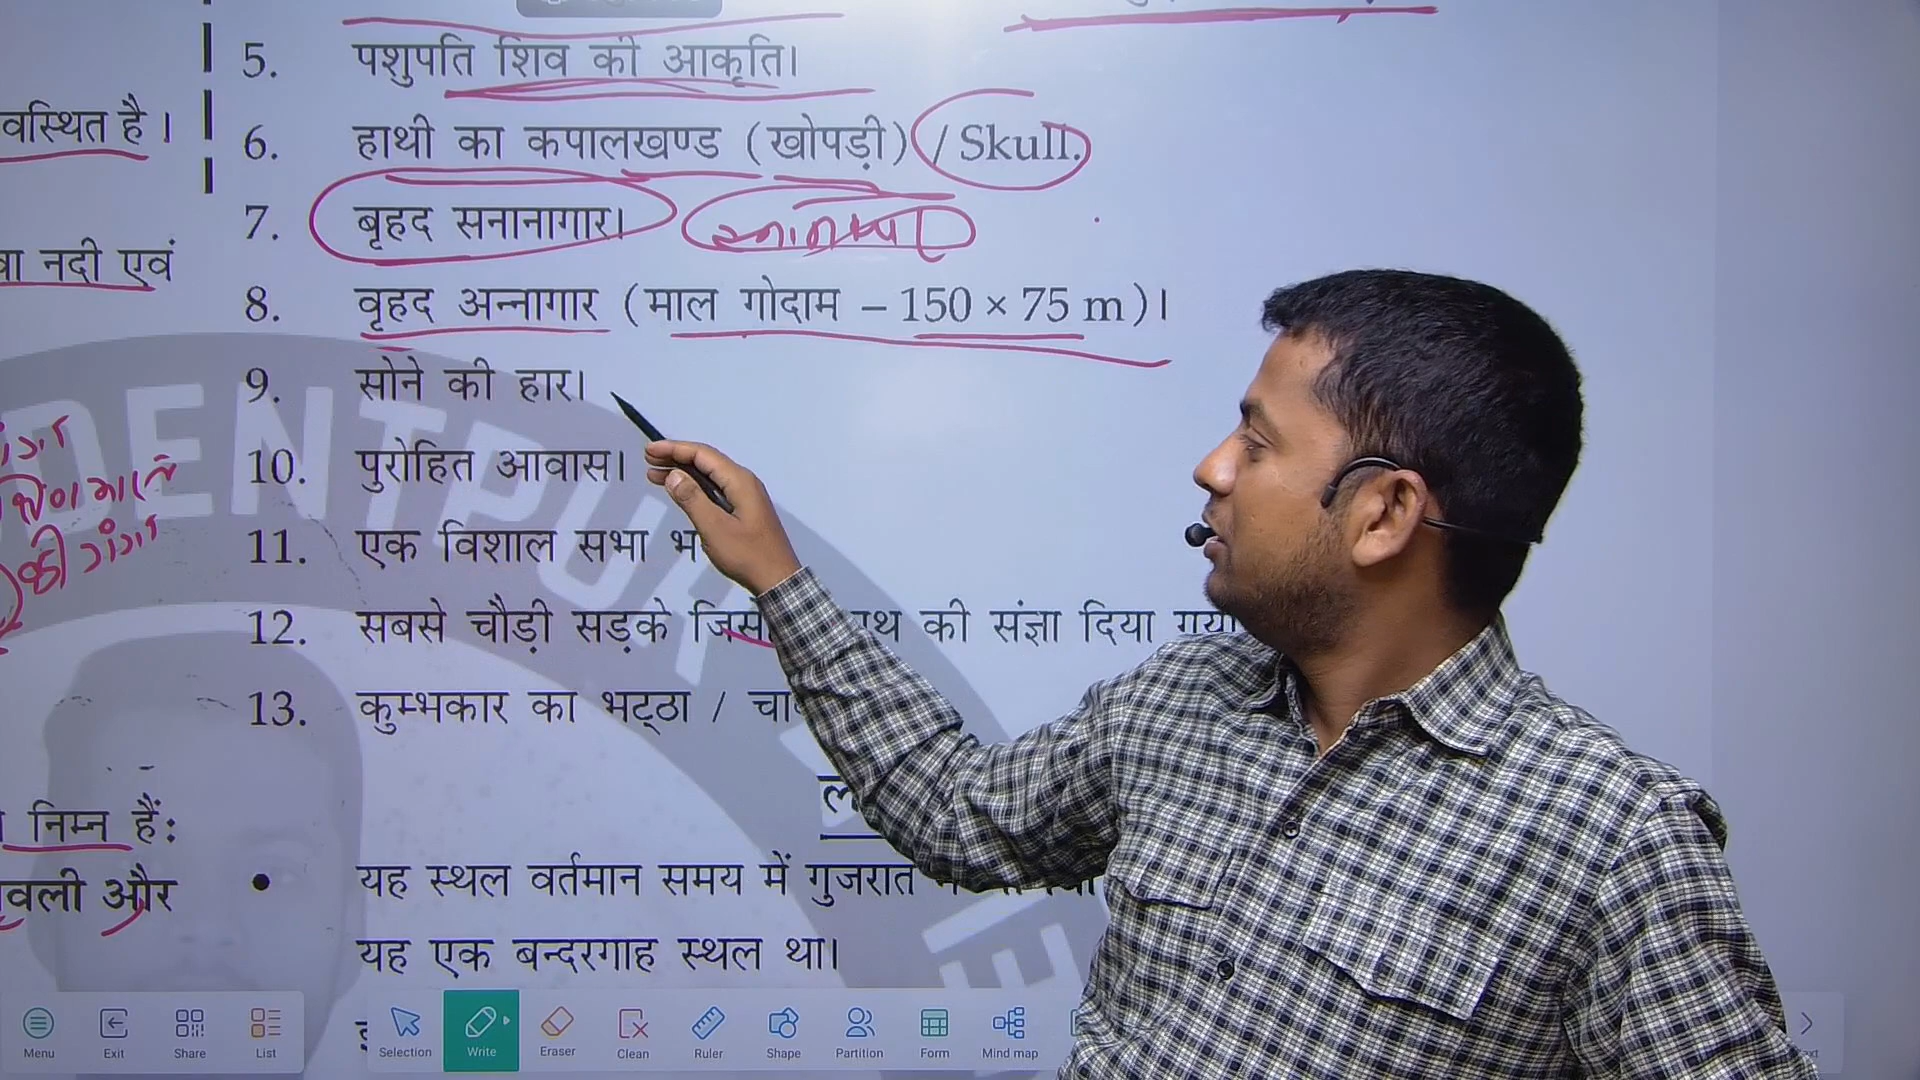 5. पशुपति शिव की आकृति।
वस्थित है।
6. हाथी का कपालखण्ड (खोपड़ी) / Skull.
7. बृहद सनानागार।
वा नदी एवं
8. वृहद अन्नागार (माल गोदाम – 150 × 75 m)।
9. सोने की हार।
10. पुरोहित आवास।
की गंगा
11. एक विशाल सभा भ
12. सबसे चौड़ी सड़के जिस थ की संज्ञा दिया गया
13. कुम्भकार का भट्ठा / चा
निम्न हैं:
वली और
• यह स्थल वर्तमान समय में गुजरात
यह एक बन्दरगाह स्थल था।
DENTPU
Menu Exit Share List Selection Write Eraser Clean Ruler Shape Partition Form Mind map